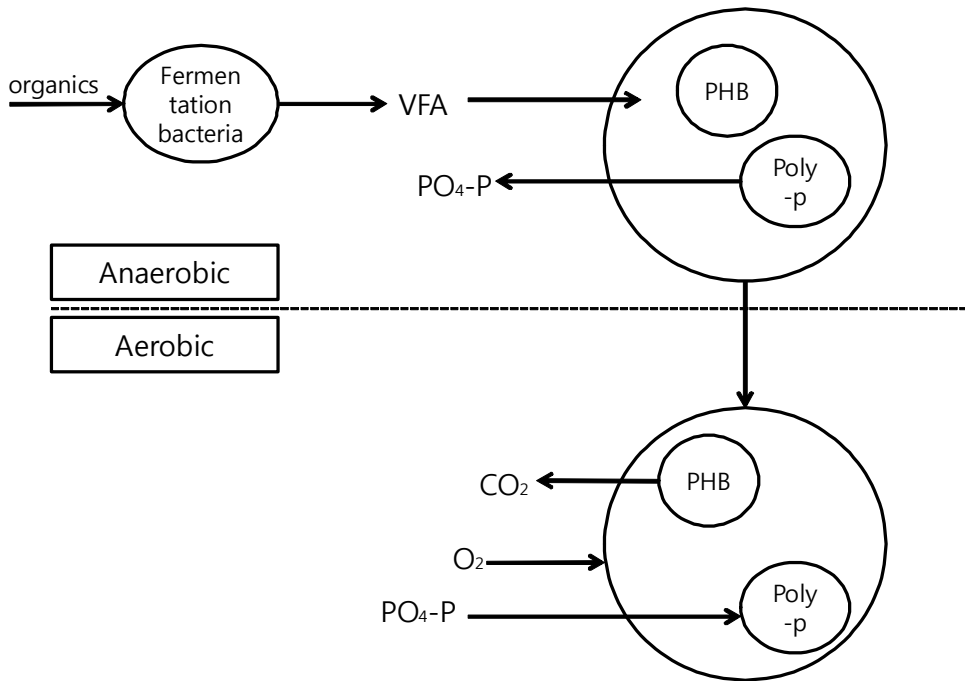 organics
Fermen
tation
bacteria
VFA
PHB
PO₄-P
Poly
-p
Anaerobic
Aerobic
CO₂
PHB
O₂
PO₄-P
Poly
-p